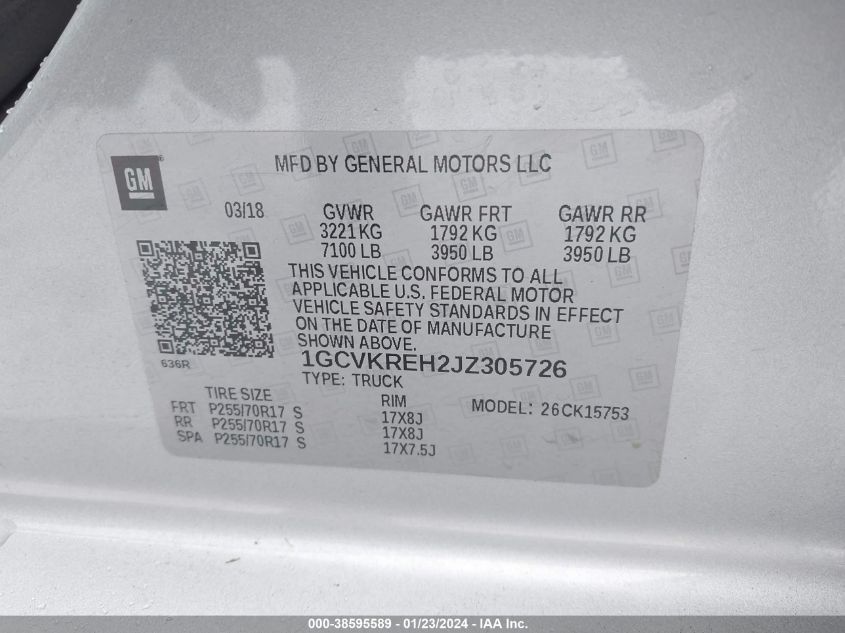 GM
MFD BY GENERAL MOTORS LLC
03/18
GVWR GAWR FRT GAWR RR
3221 KG 1792 KG 1792 KG
7100 LB 3950 LB 3950 LB
THIS VEHICLE CONFORMS TO ALL
APPLICABLE U.S. FEDERAL MOTOR
VEHICLE SAFETY STANDARDS IN EFFECT
ON THE DATE OF MANUFACTURE
SHOWN ABOVE.
636R
1GCVKREH2JZ305726
TYPE: TRUCK
TIRE SIZE RIM MODEL: 26CK15753
FRT P255/70R17 S 17X8J
RR P255/70R17 S 17X8J
SPA P255/70R17 S 17X7.5J
000-38595589 - 01/23/2024 - IAA Inc.